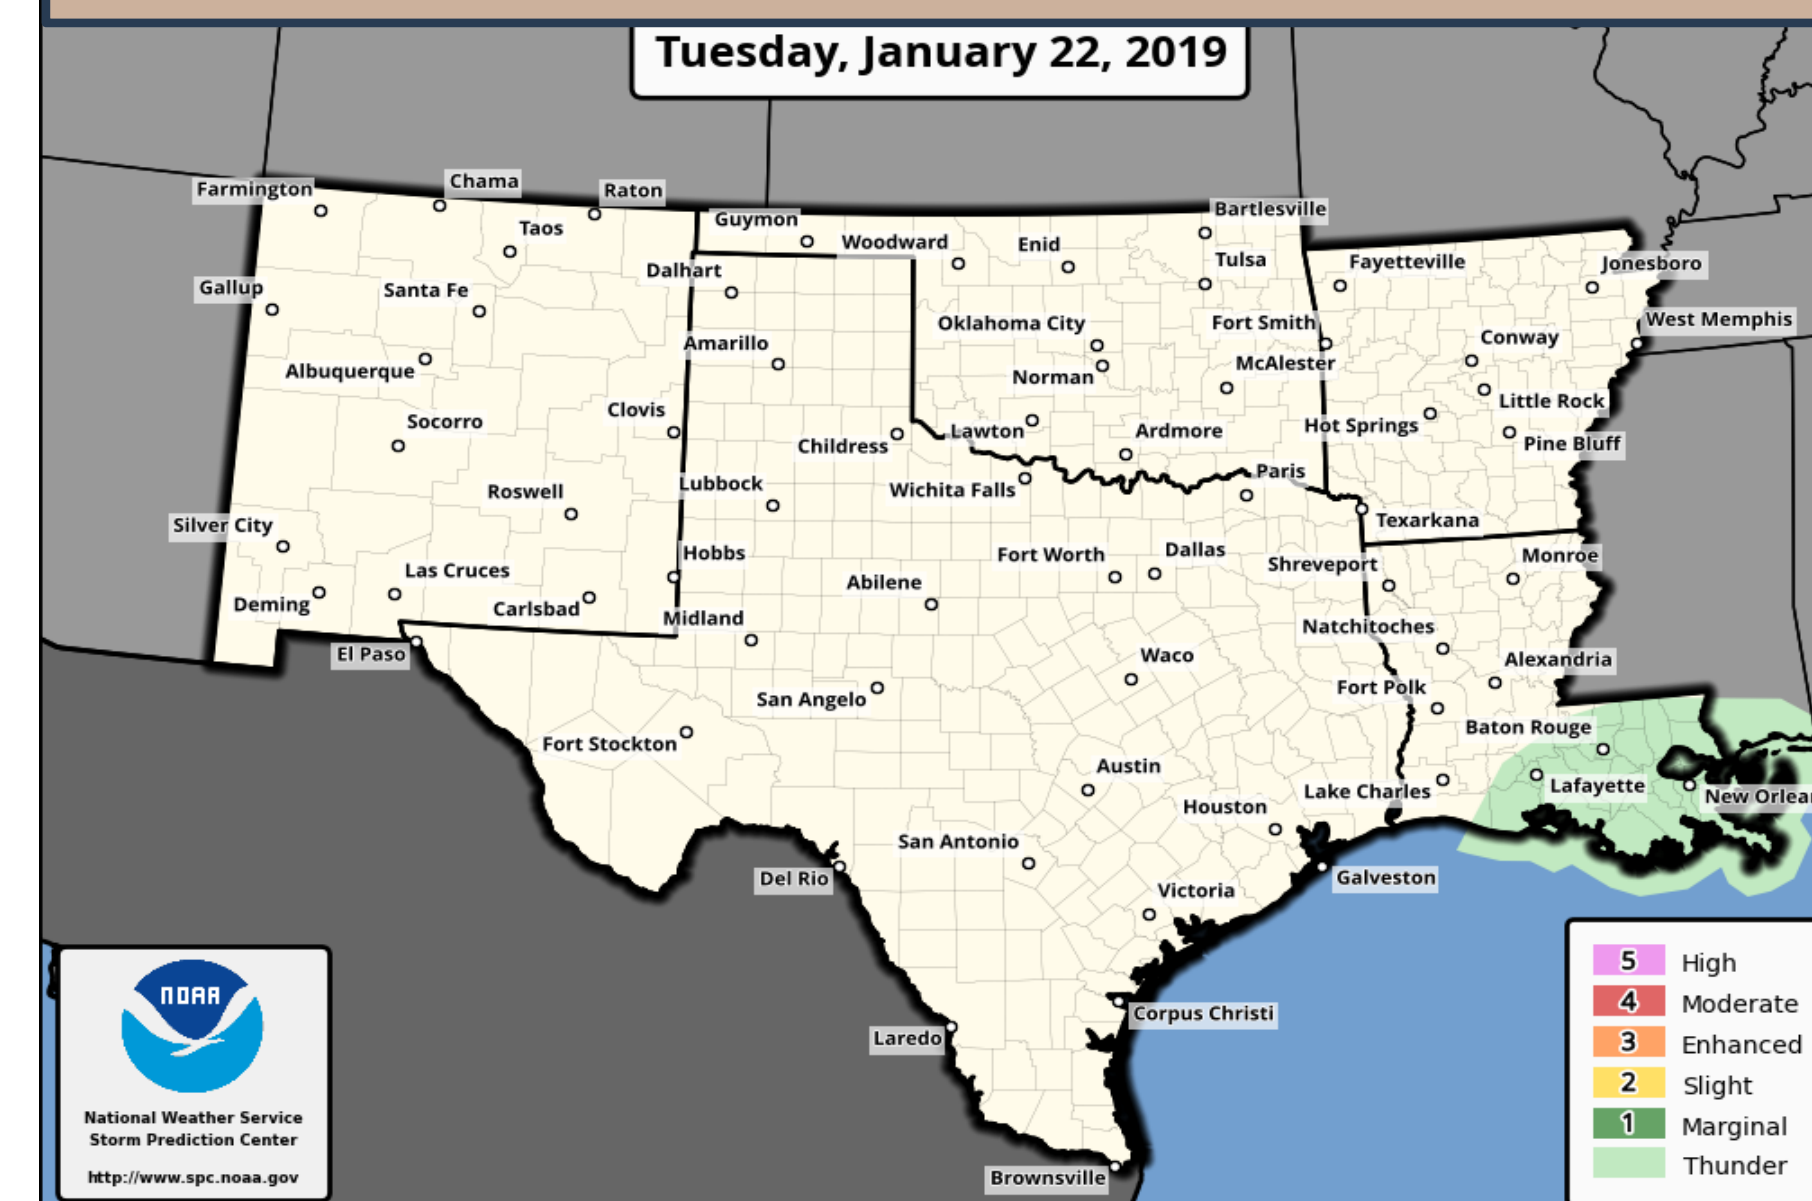 Tuesday, January 22, 2019
Farmington
Chama
Raton
Guymon
Bartlesville
Taos
Woodward
Enid
Tulsa
Fayetteville
Jonesboro
Gallup
Santa Fe
Dalhart
Oklahoma City
Fort Smith
West Memphis
Albuquerque
Amarillo
Norman
McAlester
Conway
Little Rock
Socorro
Clovis
Childress
Lawton
Ardmore
Hot Springs
Pine Bluff
Roswell
Lubbock
Wichita Falls
Paris
Texarkana
Silver City
Hobbs
Fort Worth
Dallas
Shreveport
Monroe
Las Cruces
Deming
Carlsbad
Midland
Abilene
Natchitoches
El Paso
Waco
Alexandria
San Angelo
Fort Polk
Fort Stockton
Baton Rouge
Austin
Lake Charles
Lafayette
New Orlean
Houston
San Antonio
Del Rio
Galveston
Victoria
Corpus Christi
Laredo
Brownsville
NOAA
National Weather Service
Storm Prediction Center
http://www.spc.noaa.gov
5 High
4 Moderate
3 Enhanced
2 Slight
1 Marginal
Thunder